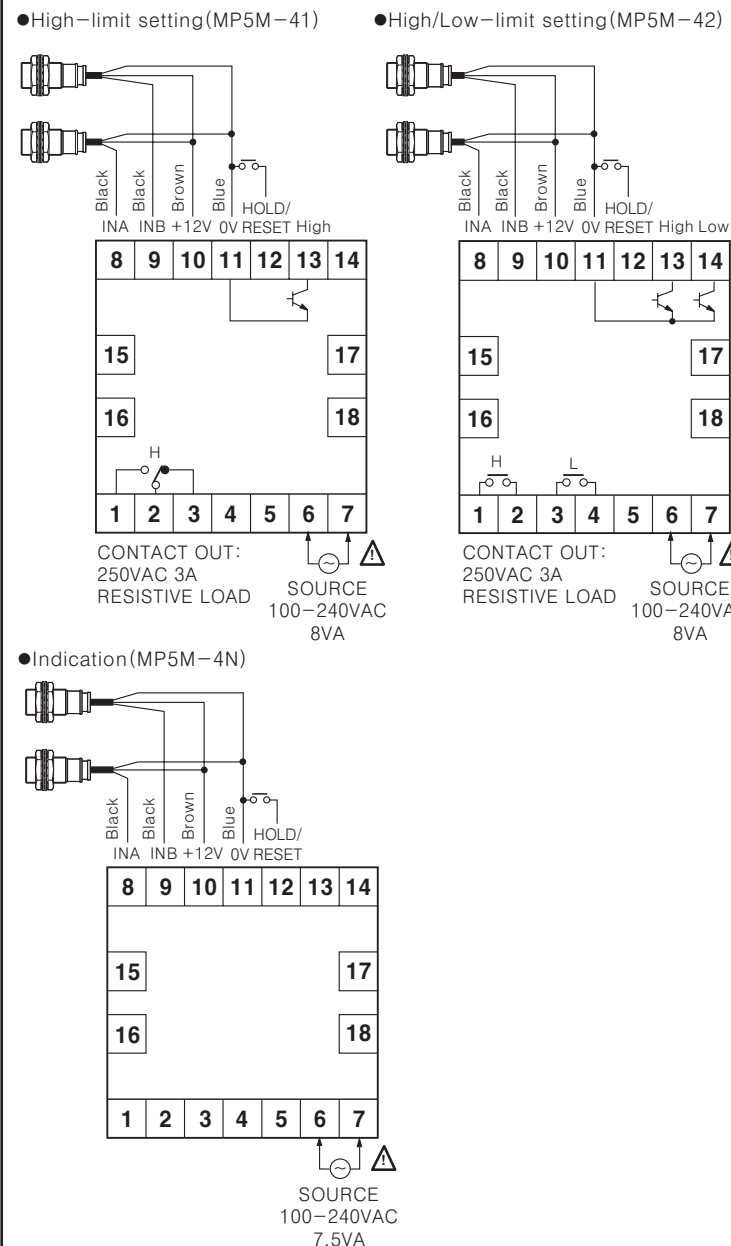 ●High-limit setting(MP5M-41)
Black
Black
Brown
Blue
HOLD/
INA INB +12V 0V RESET High
8 9 10 11 12 13 14
15 17
16 18
H
1 2 3 4 5 6 7
CONTACT OUT:
250VAC 3A
RESISTIVE LOAD
SOURCE
100-240VAC
8VA
●High/Low-limit setting(MP5M-42)
Black
Black
Brown
Blue
HOLD/
INA INB +12V 0V RESET High Low
8 9 10 11 12 13 14
15 17
16 18
H L
1 2 3 4 5 6 7
CONTACT OUT:
250VAC 3A
RESISTIVE LOAD
SOURCE
100-240VA
8VA
●Indication(MP5M-4N)
Black
Black
Brown
Blue
HOLD/
INA INB +12V 0V RESET
8 9 10 11 12 13 14
15 17
16 18
1 2 3 4 5 6 7
SOURCE
100-240VAC
7.5VA